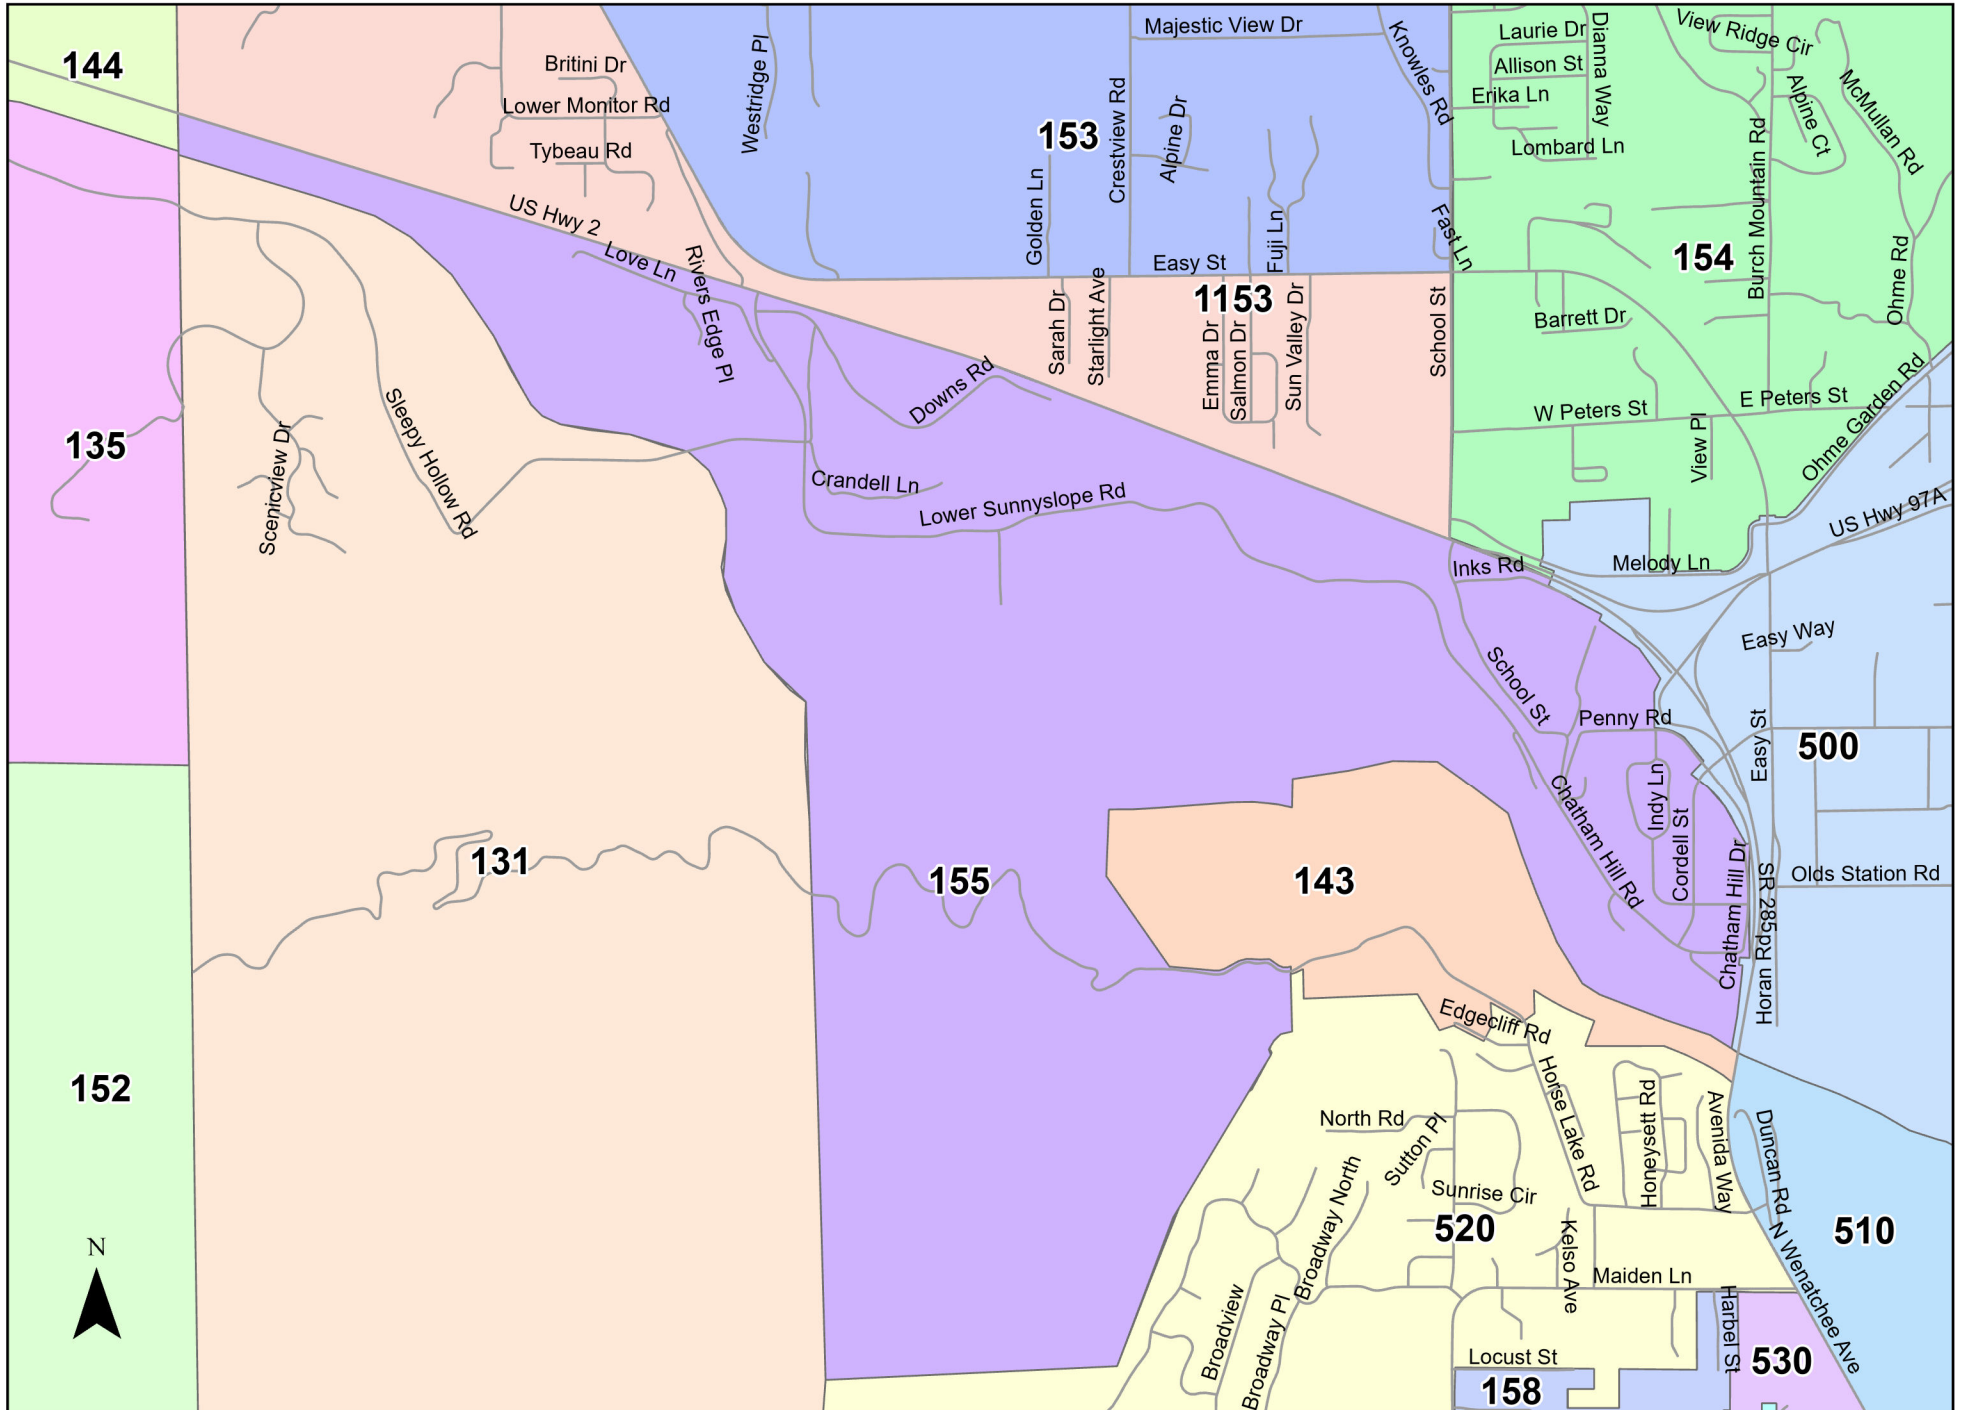 Majestic View Dr
Knowles Rd
Laurie Dr
Dianna Way
View Ridge Cir
144
Britini Dr
Westridge Pl
Allison St
Alpine Ct
McMullan Rd
Lower Monitor Rd
Crestview Rd
Alpine Dr
Erika Ln
153
Tybeau Rd
Lombard Ln
Burch Mountain Rd
US Hwy 2
Golden Ln
Fuji Ln
Fast Ln
154
Ohme Rd
Love Ln
Rivers Edge Pl
Easy St
1153
Sarah Dr
Starlight Ave
Emma Dr
Salmon Dr
Sun Valley Dr
School St
Barrett Dr
Downs Rd
W Peters St
E Peters St
Ohme Garden Rd
135
Scenicview Dr
Sleepy Hollow Rd
View Pl
Crandell Ln
Lower Sunnyslope Rd
US Hwy 97A
Inks Rd
Melody Ln
Easy Way
School St
Penny Rd
Easy St
500
Indy Ln
Cordell St
Chatham Hill Rd
131
155
143
Chatham Hill Dr
SR 285
Olds Station Rd
Horan Rd
Edgecliff Rd
152
Horse Lake Rd
Honeysett Rd
Avenida Way
Duncan Rd
North Rd
Sutton Pl
Sunrise Cir
520
510
N
Broadway North
Kelso Ave
Maiden Ln
N Wenatchee Ave
Broadview
Broadway Pl
Harbel St
Locust St
530
158